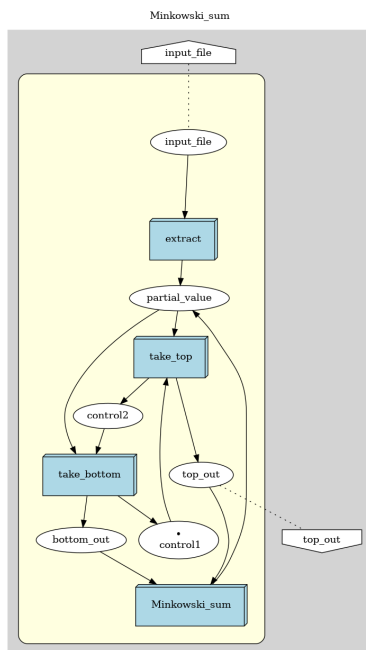 Minkowski_sum
input_file
input_file
extract
partial_value
take_top
control2
take_bottom
top_out
bottom_out
•
control1
top_out
Minkowski_sum